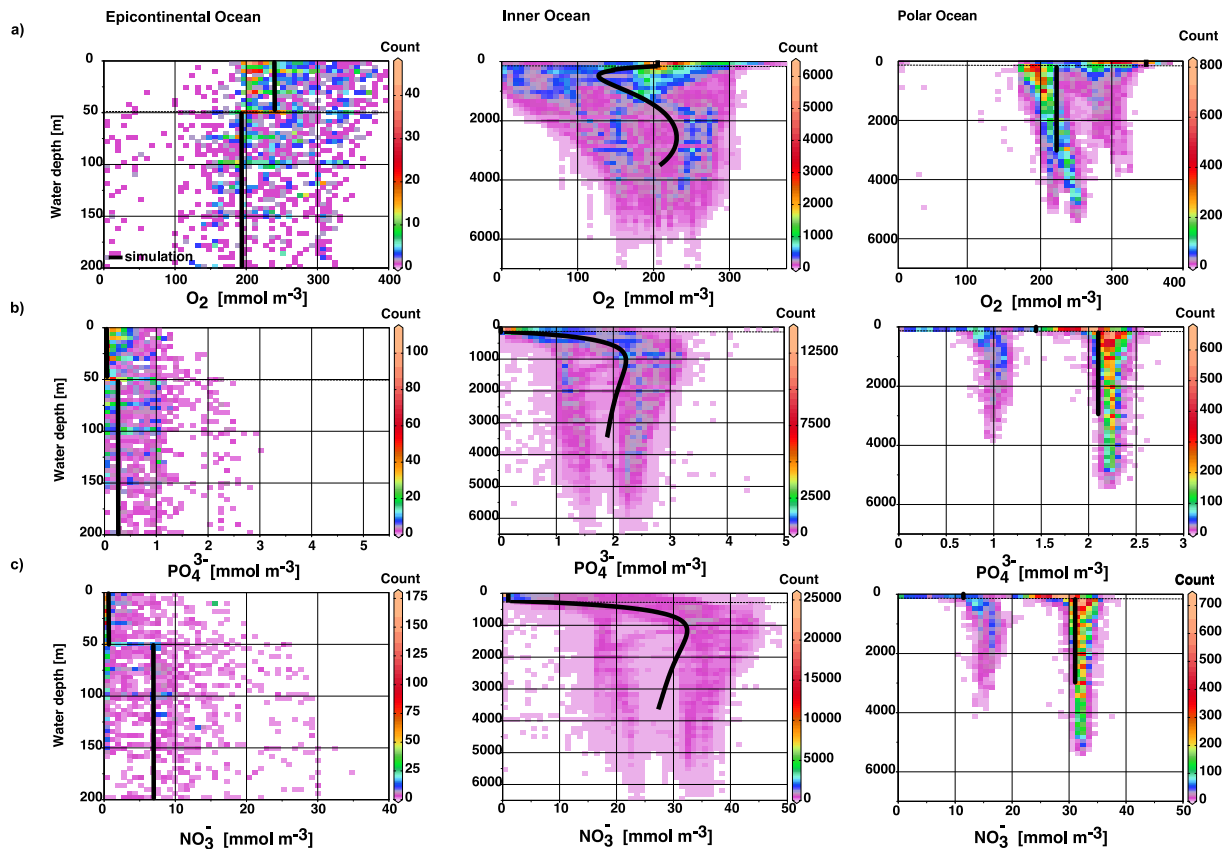 Epicontinental Ocean
Inner Ocean
Polar Ocean
a)
Count
0
50
100
150
200
Water depth [m]
simulation
0 100 200 300 400
O2 [mmol m-3]
40
30
20
10
0
Count
0
2000
4000
6000
0 100 200 300
O2 [mmol m-3]
6000
5000
4000
3000
2000
1000
0
Count
0
2000
4000
6000
100 200 300 400
O2 [mmol m-3]
800
600
400
200
0
b)
Count
0
50
100
150
200
Water depth [m]
0 1 2 3 4 5
PO4 3- [mmol m-3]
100
80
60
40
20
0
Count
0
1000
2000
3000
4000
5000
6000
0 1 2 3 4 5
PO4 3- [mmol m-3]
12500
7500
2500
0
Count
0
2000
4000
6000
0 0.5 1 1.5 2 2.5 3
PO4 3- [mmol m-3]
600
500
400
300
200
100
0
c)
Count
0
50
100
150
200
Water depth [m]
0 10 20 30 40
NO3- [mmol m-3]
175
150
125
100
75
50
25
0
Count
0
1000
2000
3000
4000
5000
6000
0 10 20 30 40 50
NO3- [mmol m-3]
25000
20000
15000
10000
5000
0
Count
0
2000
4000
6000
0 10 20 30 40 50
NO3- [mmol m-3]
700
600
500
400
300
200
100
0